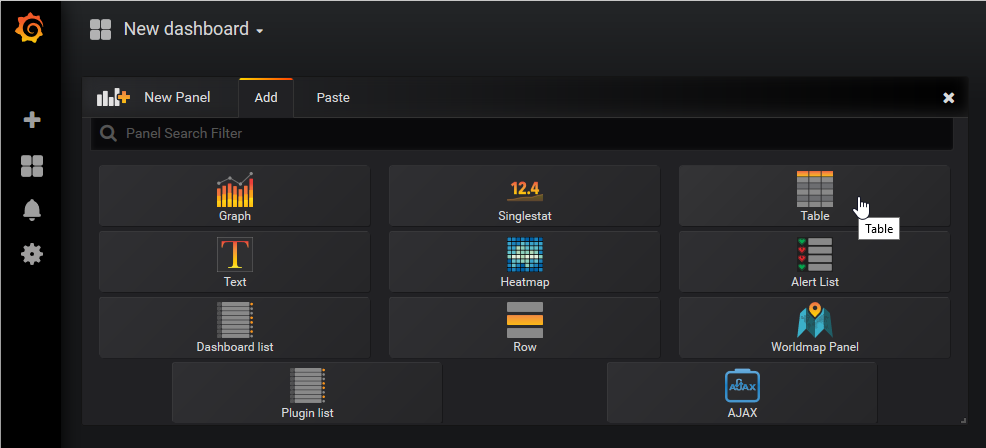 New dashboard
New Panel Add Paste
Panel Search Filter
12.4
Graph Singlestat Table
Table
T
Text Heatmap Alert List
Dashboard list Row Worldmap Panel
AJAX
Plugin list AJAX